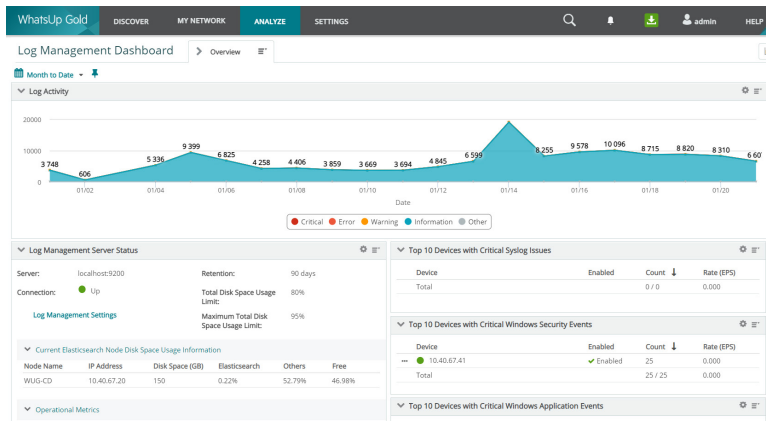 WhatsUp Gold DISCOVER MY NETWORK ANALYZE SETTINGS admin HELP
Log Management Dashboard Overview
Month to Date
Log Activity
20000
10000
0
3 748 606 5 336 9 399 6 825 4 258 4 406 3 859 3 669 3 694 4 845 6 599 8 255 9 578 10 096 8 715 8 820 8 310 6 60
01/02 01/04 01/06 01/08 01/10 01/12 01/14 01/16 01/18 01/20
Date
Critical Error Warning Information Other
Log Management Server Status
Server: localhost:9200 Retention: 90 days
Connection: Up Total Disk Space Usage Limit: 80%
Log Management Settings Maximum Total Disk Space Usage Limit: 95%
Current Elasticsearch Node Disk Space Usage Information
Node Name IP Address Disk Space (GB) Elasticsearch Others Free
WUG-CD 10.40.67.20 150 0.22% 52.79% 46.98%
Operational Metrics
Top 10 Devices with Critical Syslog Issues
Device Enabled Count Rate (EPS)
Total 0 / 0 0.000
Top 10 Devices with Critical Windows Security Events
Device Enabled Count Rate (EPS)
10.40.67.41 Enabled 25 0.000
Total 25 / 25 0.000
Top 10 Devices with Critical Windows Application Events